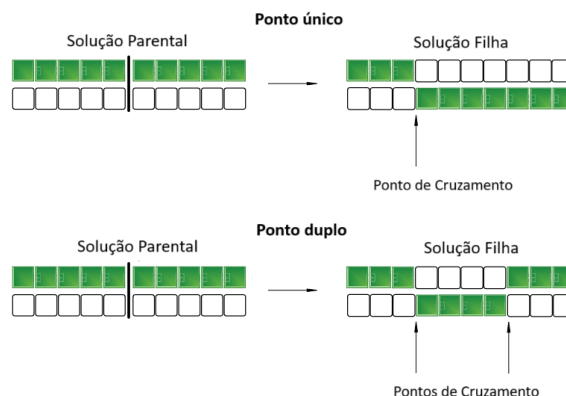 Ponto único
Solução Parental
Solução Filha
Ponto de Cruzamento
Ponto duplo
Solução Parental
Solução Filha
Pontos de Cruzamento